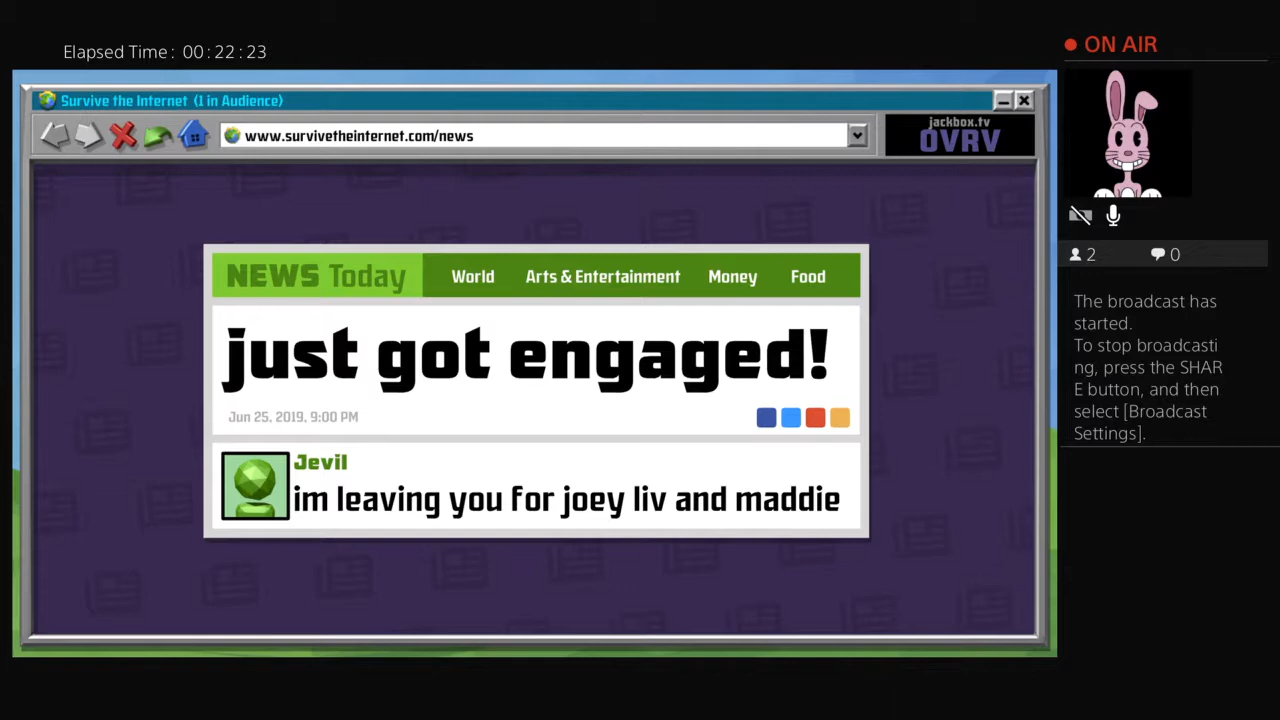 Elapsed Time: 00:22:23
ON AIR
Survive the Internet (1 in Audience)
www.survivetheinternet.com/news
jackbox.tv
OVRV
2
0
NEWS Today World Arts & Entertainment Money Food
just got engaged!
Jun 25, 2019, 9:00 PM
Jevil
im leaving you for joey liv and maddie
The broadcast has
started.
To stop broadcasti
ng, press the SHAR
E button, and then
select [Broadcast
Settings].